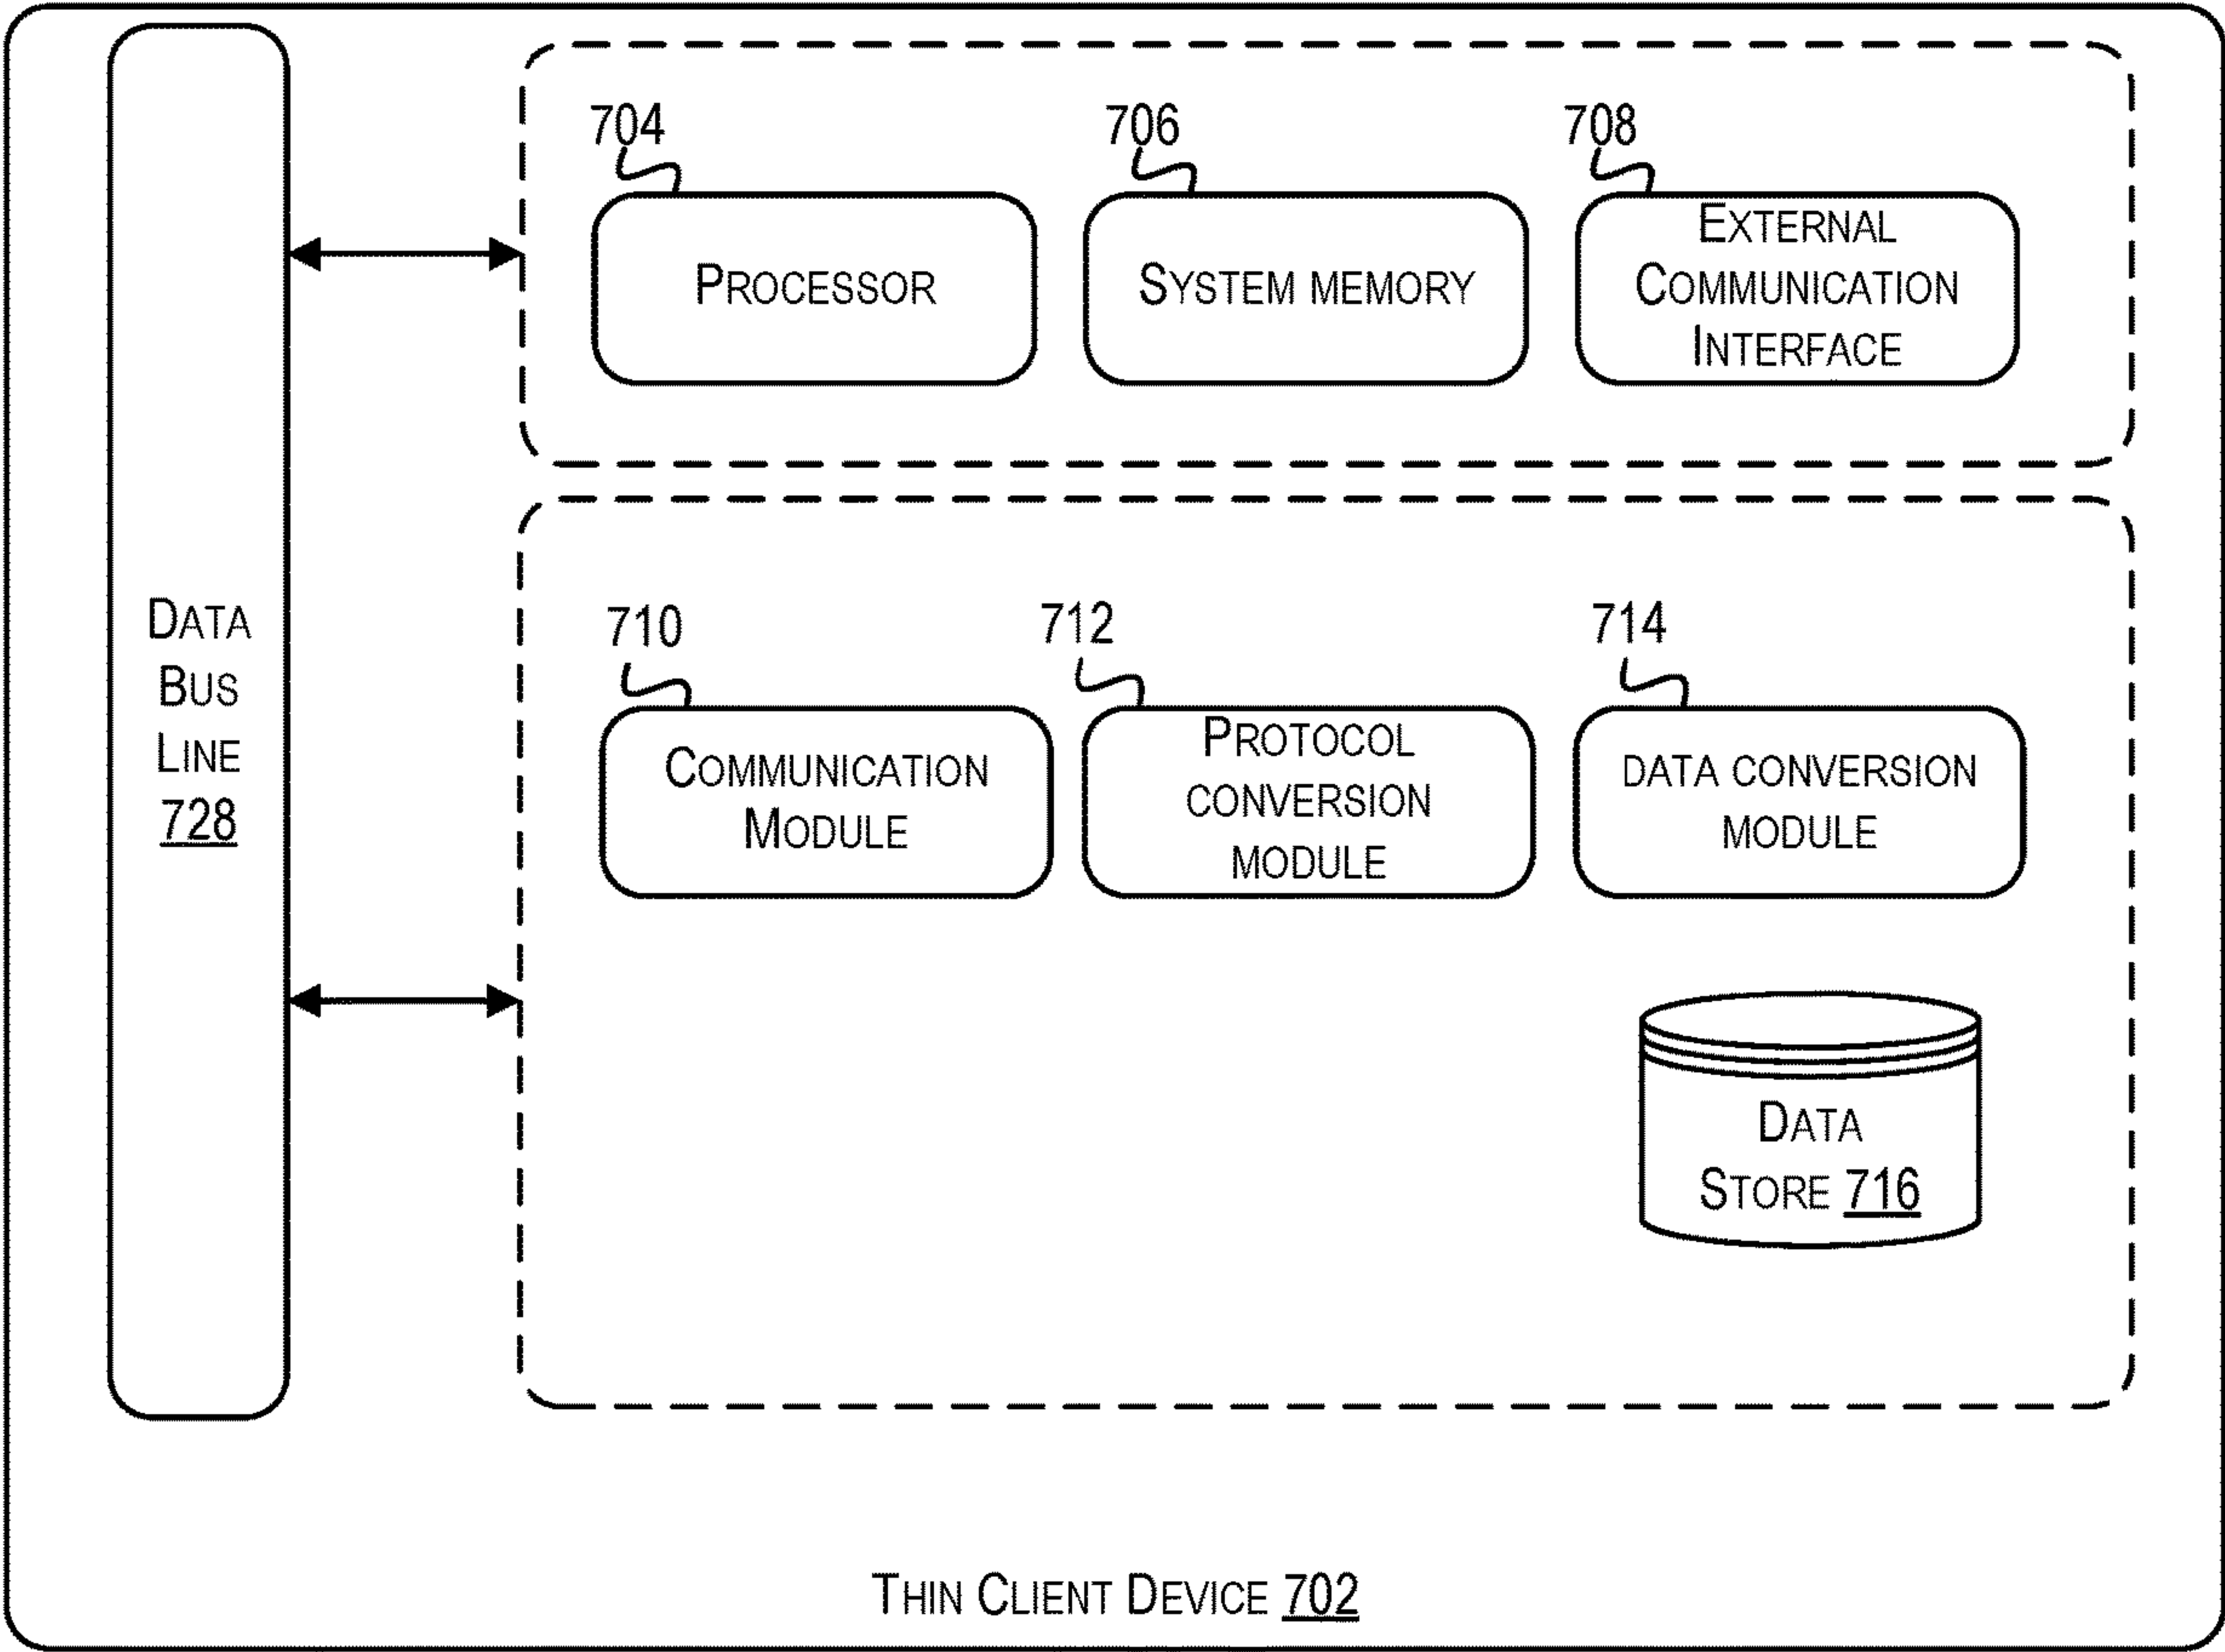 704
706
708
PROCESSOR
SYSTEM MEMORY
EXTERNAL
COMMUNICATION
INTERFACE
DATA
BUS
LINE
728
710
712
714
COMMUNICATION
MODULE
PROTOCOL
CONVERSION
MODULE
DATA CONVERSION
MODULE
DATA
STORE 716
THIN CLIENT DEVICE 702